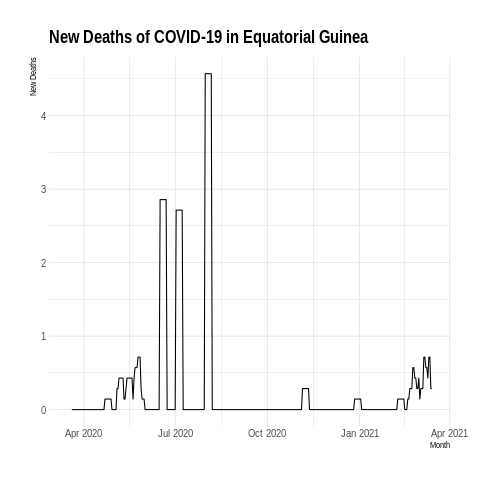 New Deaths of COVID-19 in Equatorial Guinea
New Deaths
4
3
2
1
0
Apr 2020 Jul 2020 Oct 2020 Jan 2021 Apr 2021
Month